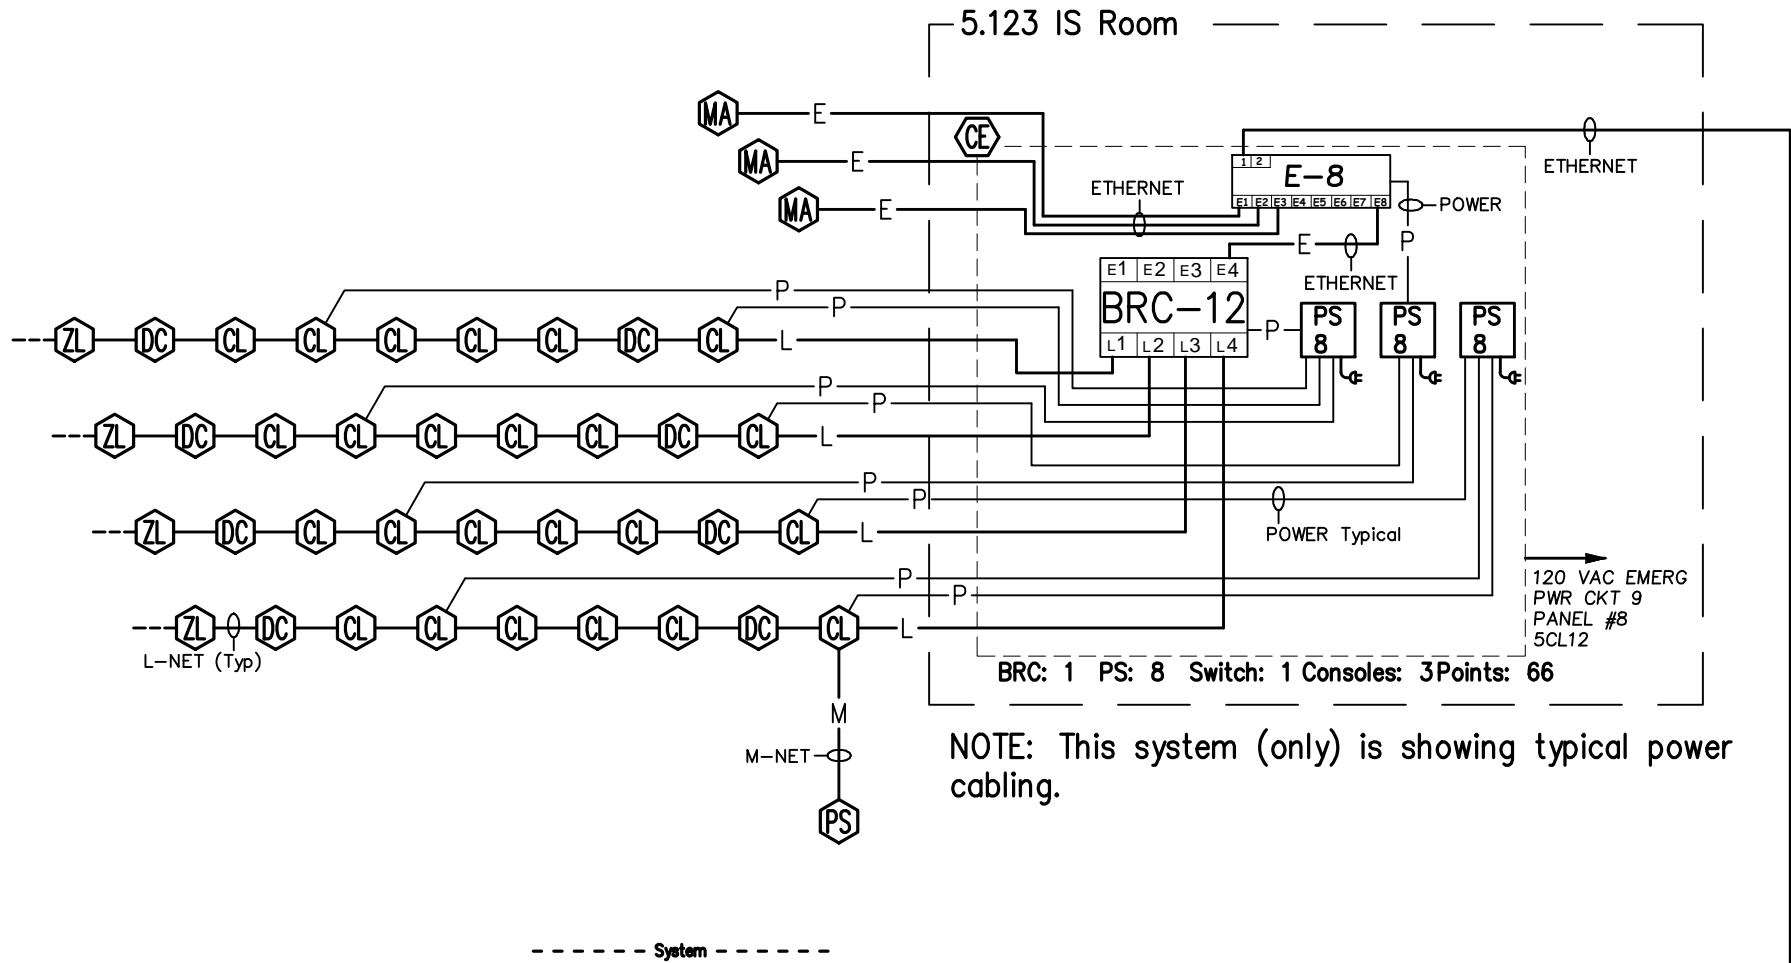 5.123 IS Room
MA E
CE
MA E
ETHERNET
1 2
E-8
ETHERNET
MA E
E1 E2 E3 E4 E5 E6 E7 E8
POWER
E
P
E1 E2 E3 E4
ETHERNET
BRC-12
P
PS 8
PS 8
PS 8
L1 L2 L3 L4
P
P
ZL DC CL CL CL CL CL DC CL L
P
P
ZL DC CL CL CL CL CL DC CL L
P
P
POWER Typical
ZL DC CL CL CL CL CL DC CL L
P
P
120 VAC EMERG
PWR CKT 9
PANEL #8
5CL12
ZL DC CL CL CL CL CL DC CL L
L-NET (Typ)
BRC: 1 PS: 8 Switch: 1 Consoles: 3 Points: 66
M
M-NET
NOTE: This system (only) is showing typical power
cabling.
PS
System